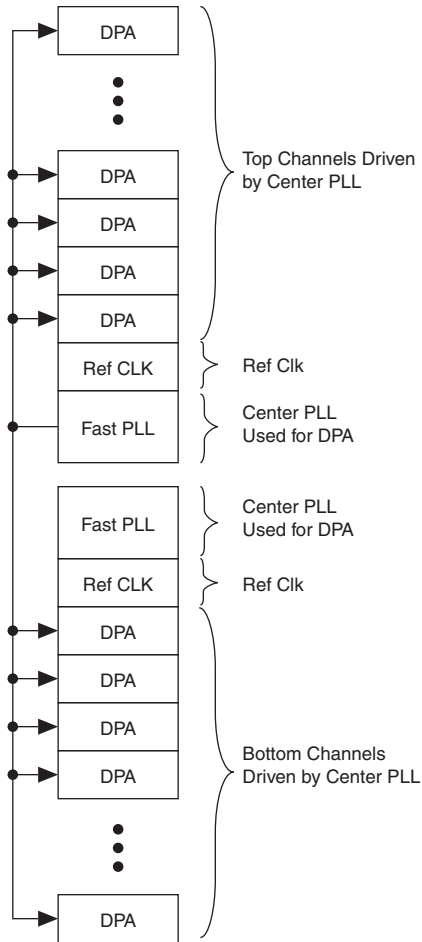 DPA
DPA
DPA
DPA
DPA
Top Channels Driven
by Center PLL
Ref CLK
Ref Clk
Fast PLL
Center PLL
Used for DPA
Fast PLL
Center PLL
Used for DPA
Ref CLK
Ref Clk
DPA
DPA
DPA
DPA
Bottom Channels
Driven by Center PLL
DPA